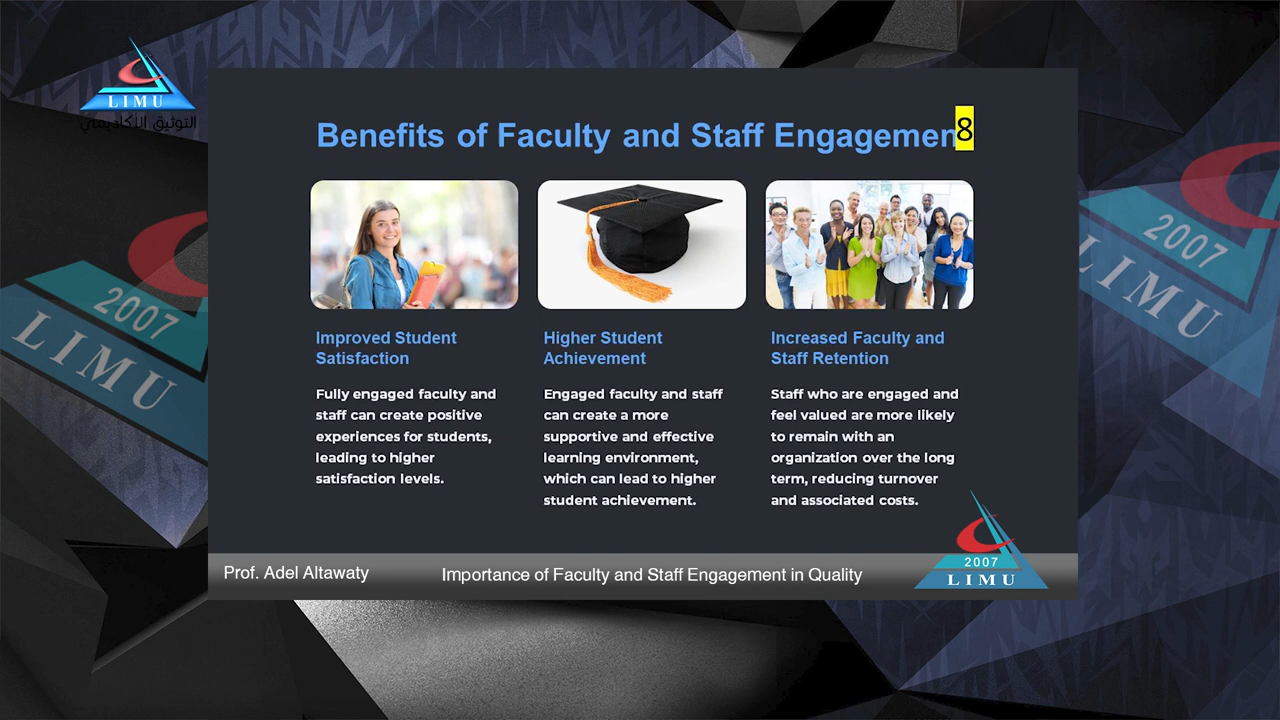 LIMU
التوثيق الأكاديمي
Benefits of Faculty and Staff Engagemen
8
Improved Student
Satisfaction
Fully engaged faculty and
staff can create positive
experiences for students,
leading to higher
satisfaction levels.
Higher Student
Achievement
Engaged faculty and staff
can create a more
supportive and effective
learning environment,
which can lead to higher
student achievement.
Increased Faculty and
Staff Retention
Staff who are engaged and
feel valued are more likely
to remain with an
organization over the long
term, reducing turnover
and associated costs.
Prof. Adel Altawaty
Importance of Faculty and Staff Engagement in Quality
2007
LIMU
2007
LIMU
2007
LIMU